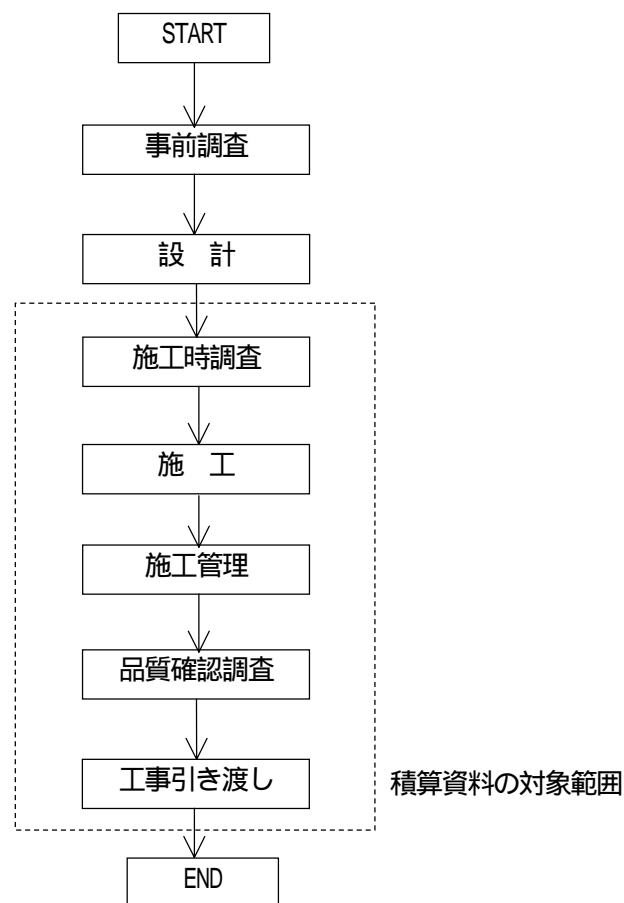 START
事前調査
設　計
施工時調査
施　工
施工管理
品質確認調査
工事引き渡し
積算資料の対象範囲
END